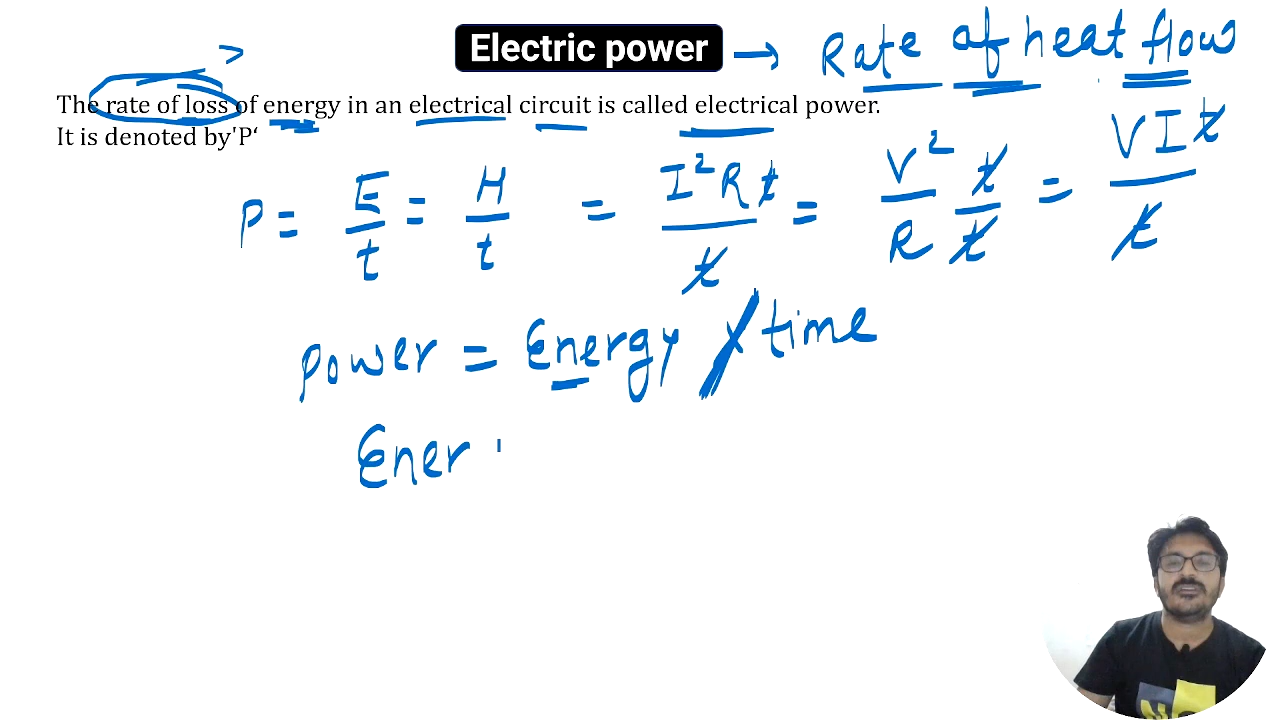 Electric power → Rate of heat flow
The rate of loss of energy in an electrical circuit is called electrical power.
It is denoted by'P‘
P = E/t = H/t = I²Rt/t = V²/R t/t = VIt/t
power = Energy / time
Ener